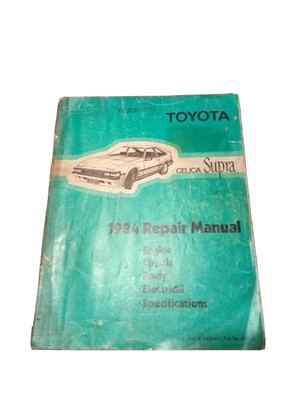 TOYOTA
CELICA Supra
1984 Repair Manual
Engine
Chassis
Body
Electrical
Specifications